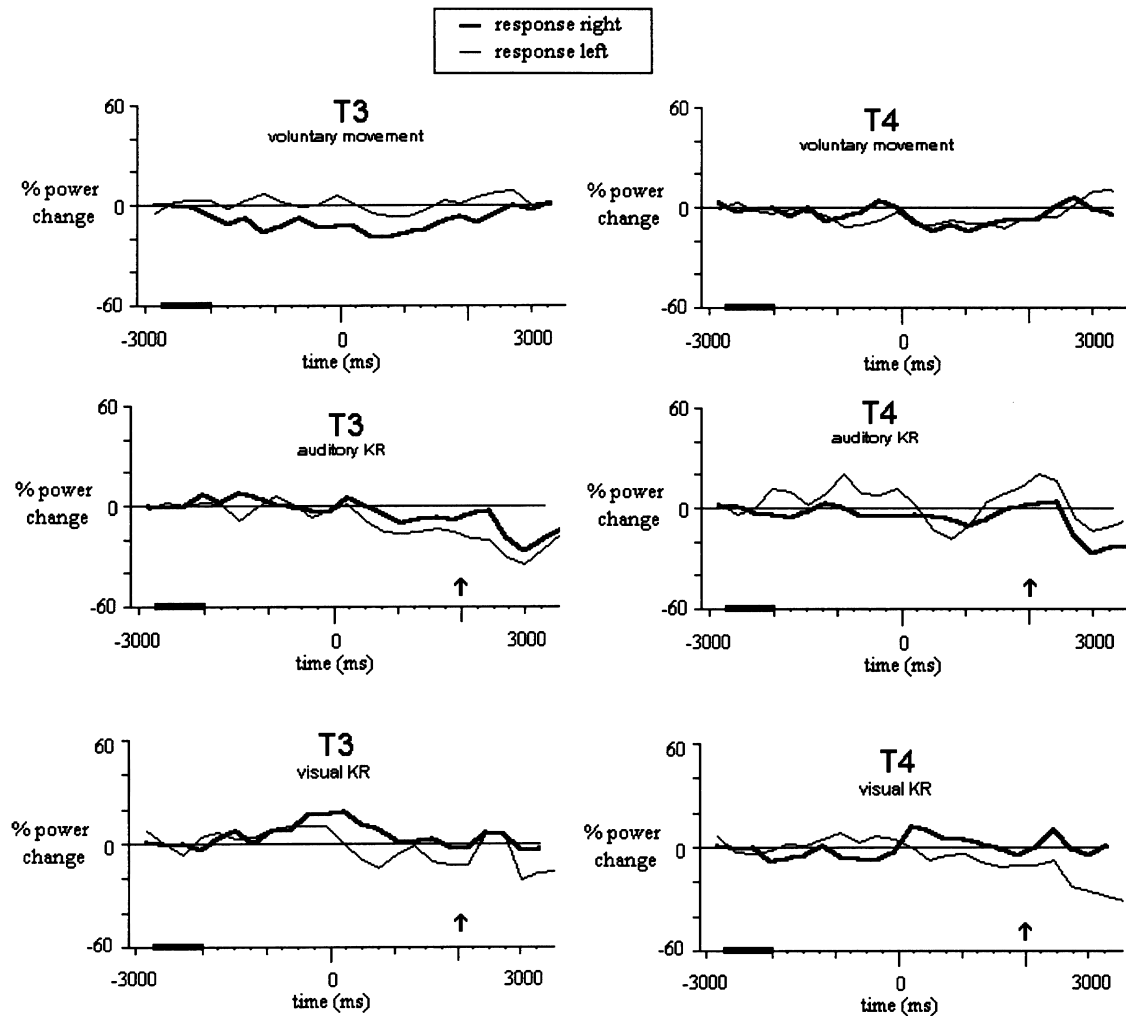 response right
response left
60
T3
voluntary movement
% power
change
0
-60
-3000
0
3000
time (ms)
60
T4
voluntary movement
% power
change
0
-60
-3000
0
3000
time (ms)
60
T3
auditory KR
% power
change
0
-60
↑
-3000
0
3000
time (ms)
60
T4
auditory KR
% power
change
0
-60
↑
-3000
0
3000
time (ms)
60
T3
visual KR
% power
change
0
-60
↑
-3000
0
3000
time (ms)
60
T4
visual KR
% power
change
0
-60
↑
-3000
0
3000
time (ms)